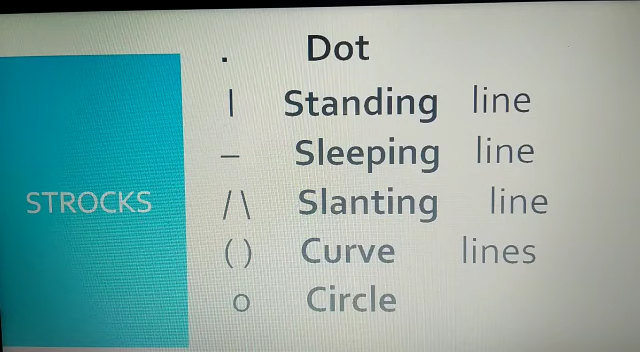 . Dot
| Standing line
– Sleeping line
STROCKS
/ \ Slanting line
( ) Curve lines
o Circle